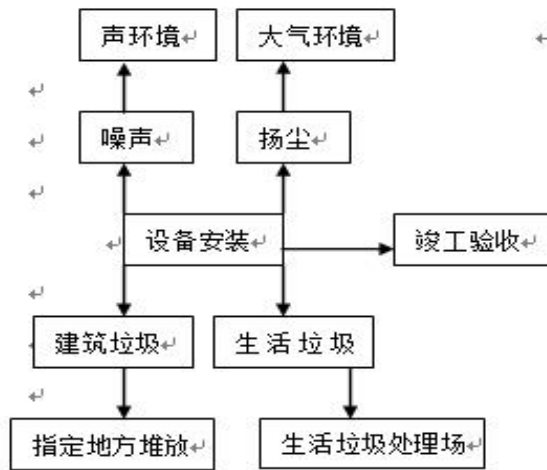 声环境 大气环境
噪声 扬尘
设备安装 竣工验收
建筑垃圾 生活垃圾
指定地方堆放 生活垃圾处理场